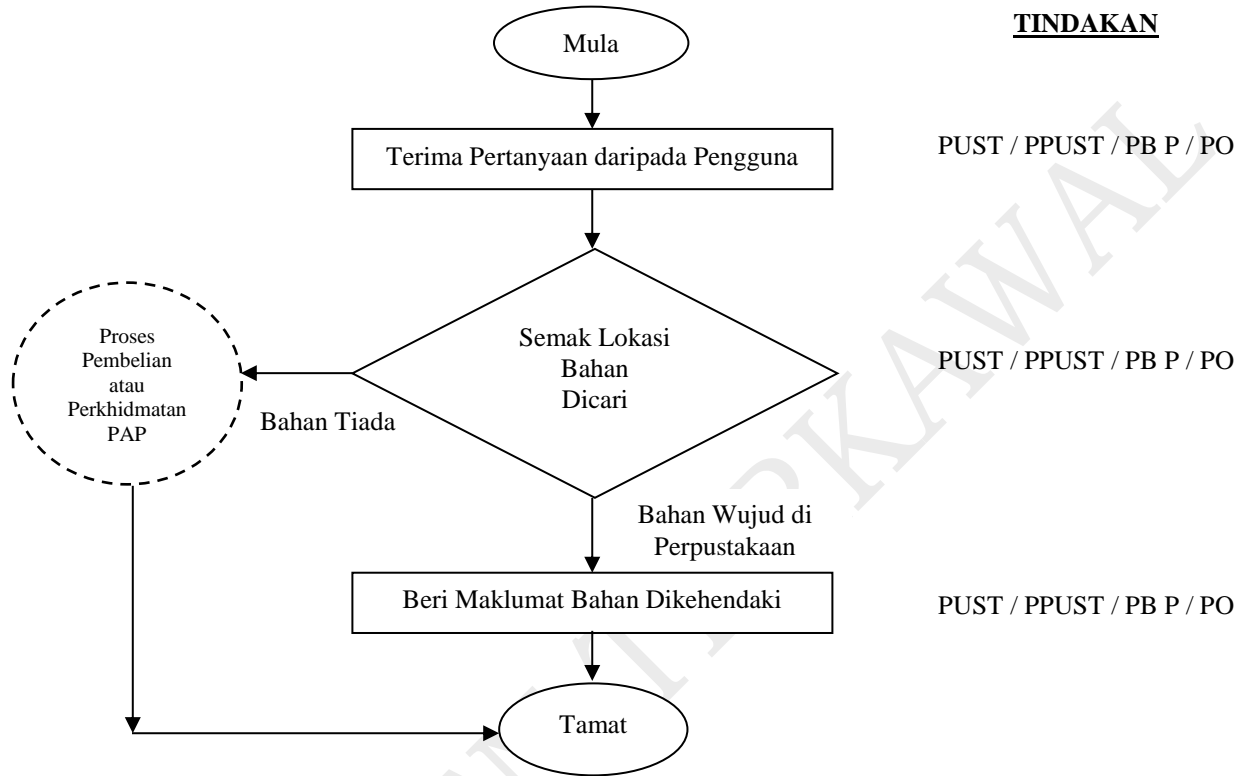 Mula
TINDAKAN
Terima Pertanyaan daripada Pengguna
PUST / PPUST / PB P / PO
Semak Lokasi
Bahan
Dicari
PUST / PPUST / PB P / PO
Proses
Pembelian
atau
Perkhidmatan
PAP
Bahan Tiada
Bahan Wujud di
Perpustakaan
Beri Maklumat Bahan Dikehendaki
PUST / PPUST / PB P / PO
Tamat